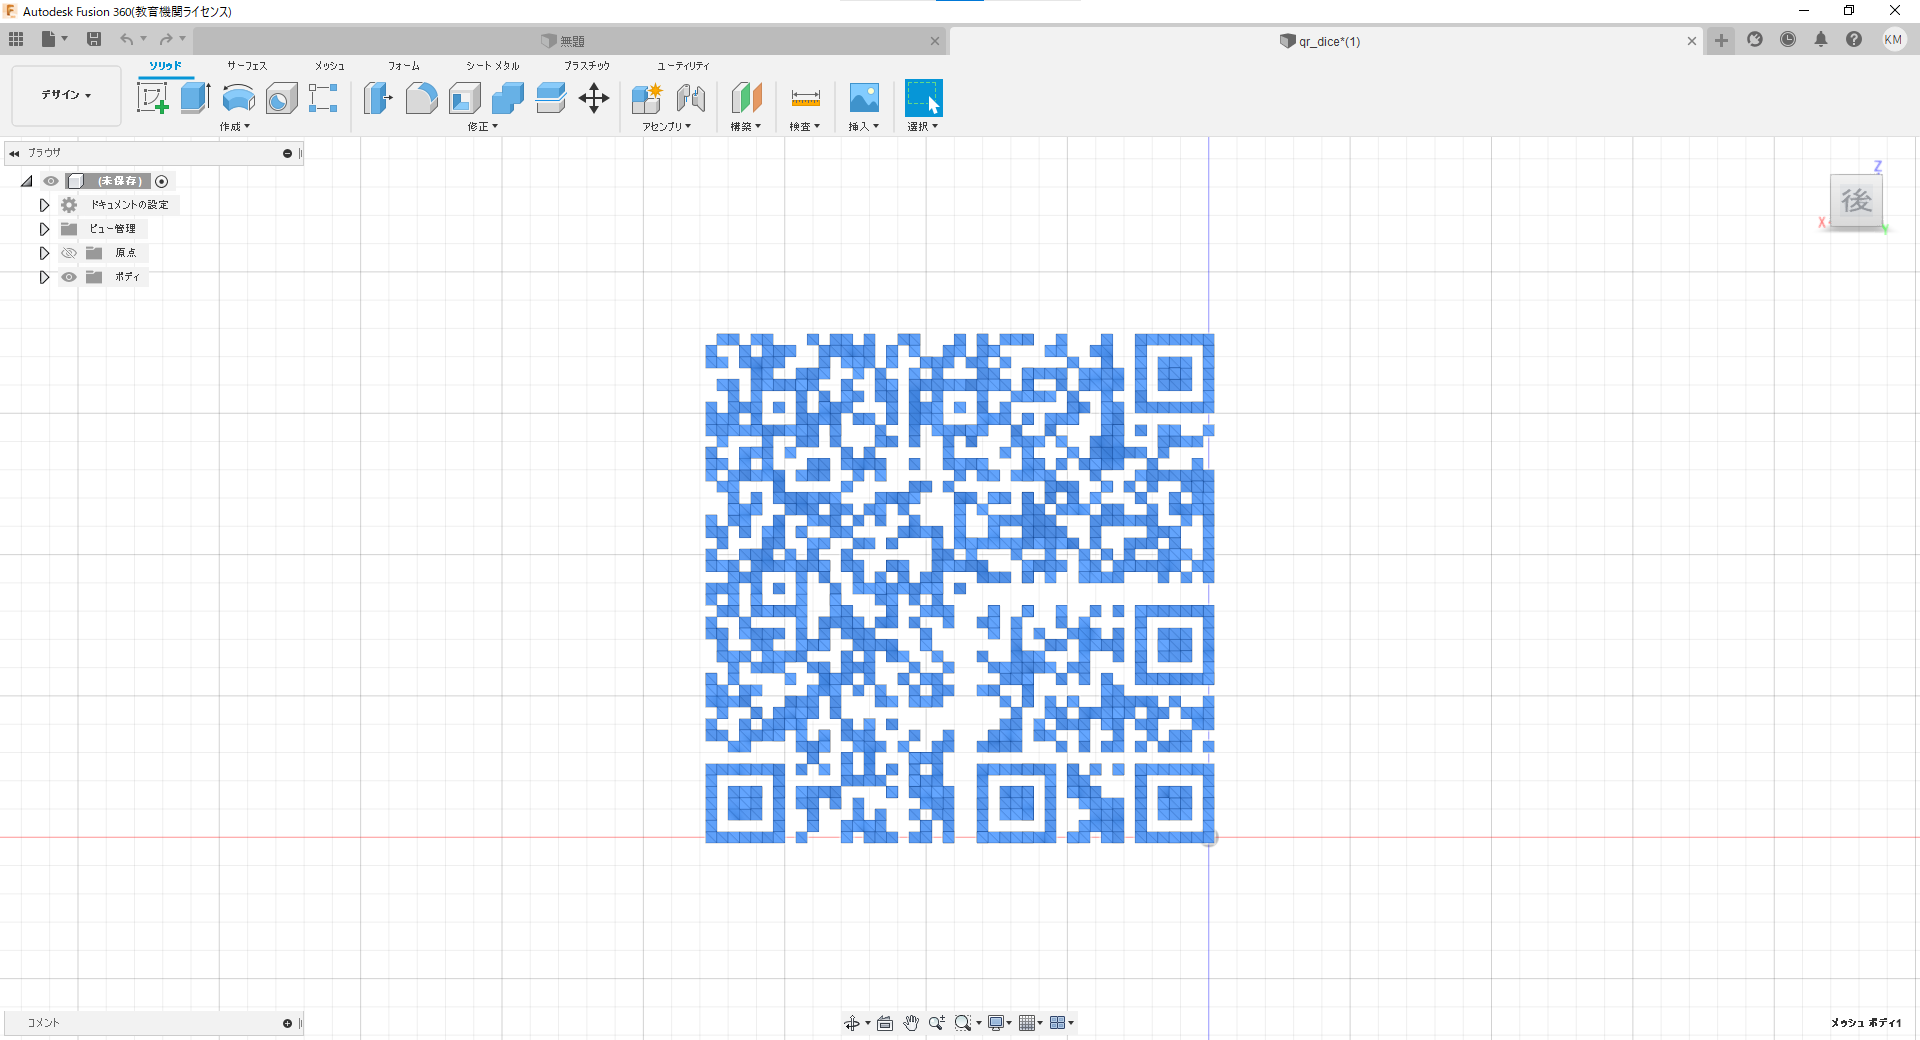 Autodesk Fusion 360(教育機関ライセンス)
無題
qr_dice*(1)
KM
デザイン
ソリッド
サーフェス
メッシュ
フォーム
シート メタル
プラスチック
ユーティリティ
作成
修正
アセンブリ
構築
検査
挿入
選択
ブラウザ
(未保存)
ドキュメントの設定
ビュー管理
原点
ボディ
Z
後
X
Y
コメント
メッシュ ボディ1